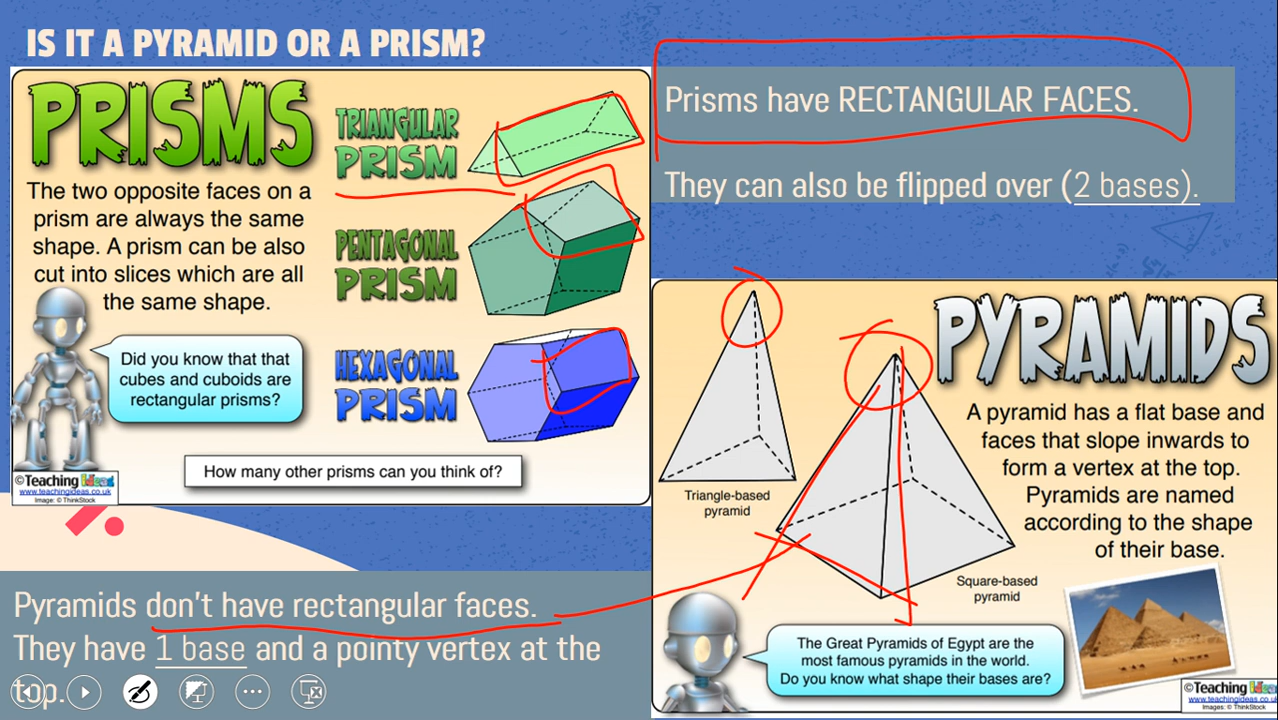 IS IT A PYRAMID OR A PRISM?
PRISMS
The two opposite faces on a
prism are always the same
shape. A prism can be also
cut into slices which are all
the same shape.
Did you know that that
cubes and cuboids are
rectangular prisms?
TRIANGULAR
PRISM
PENTAGONAL
PRISM
HEXAGONAL
PRISM
How many other prisms can you think of?
©Teaching Ideas
www.teachingideas.co.uk
Image: © ThinkStock
Prisms have RECTANGULAR FACES.
They can also be flipped over (2 bases).
PYRAMIDS
A pyramid has a flat base and
faces that slope inwards to
form a vertex at the top.
Pyramids are named
according to the shape
of their base.
Triangle-based
pyramid
Square-based
pyramid
The Great Pyramids of Egypt are the
most famous pyramids in the world.
Do you know what shape their bases are?
©Teaching Ideas
www.teachingideas.co.uk
Images: © ThinkStock
Pyramids don't have rectangular faces.
They have 1 base and a pointy vertex at the
top.